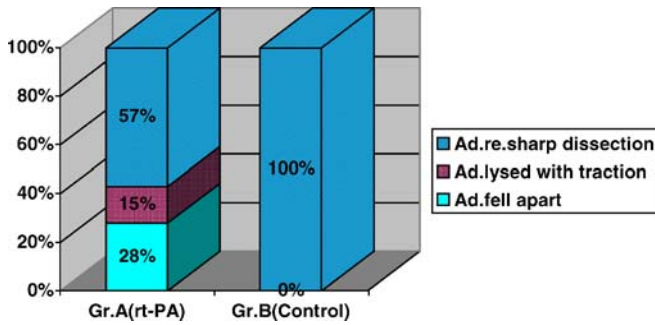 100%
80%
60%
40%
20%
0%
57%
15%
28%
100%
0%
Gr.A(rt-PA)
Gr.B(Control)
Ad.re.sharp dissection
Ad.lysed with traction
Ad.fell apart